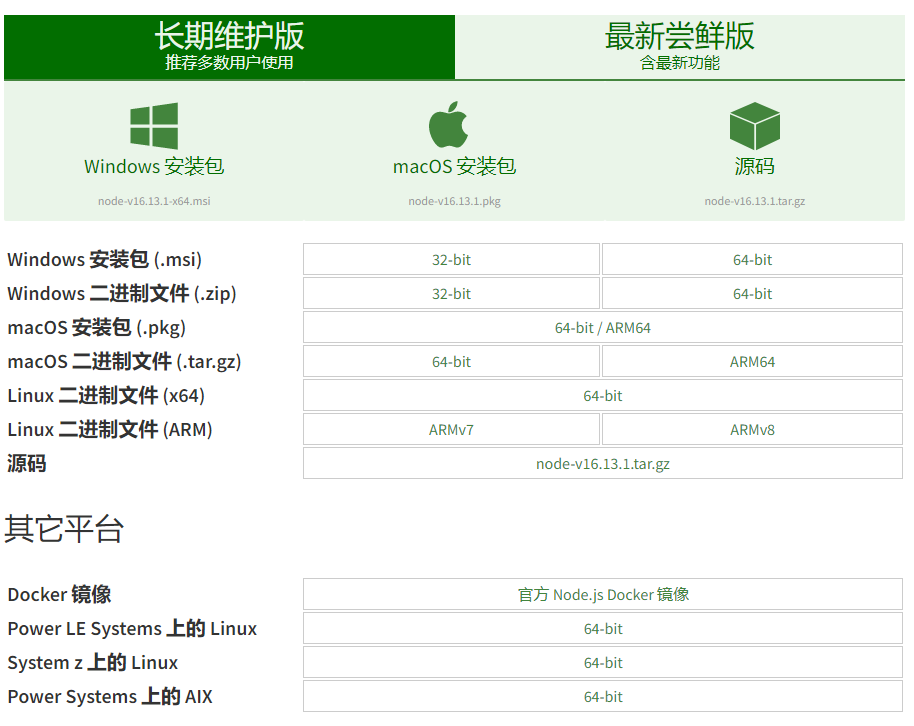 长期维护版
推荐多数用户使用
最新尝鲜版
含最新功能
Windows 安装包
node-v16.13.1-x64.msi
macOS 安装包
node-v16.13.1.pkg
源码
node-v16.13.1.tar.gz
Windows 安装包 (.msi) 32-bit 64-bit
Windows 二进制文件 (.zip) 32-bit 64-bit
macOS 安装包 (.pkg) 64-bit / ARM64
macOS 二进制文件 (.tar.gz) 64-bit ARM64
Linux 二进制文件 (x64) 64-bit
Linux 二进制文件 (ARM) ARMv7 ARMv8
源码 node-v16.13.1.tar.gz
其它平台
Docker 镜像 官方 Node.js Docker 镜像
Power LE Systems 上的 Linux 64-bit
System z 上的 Linux 64-bit
Power Systems 上的 AIX 64-bit